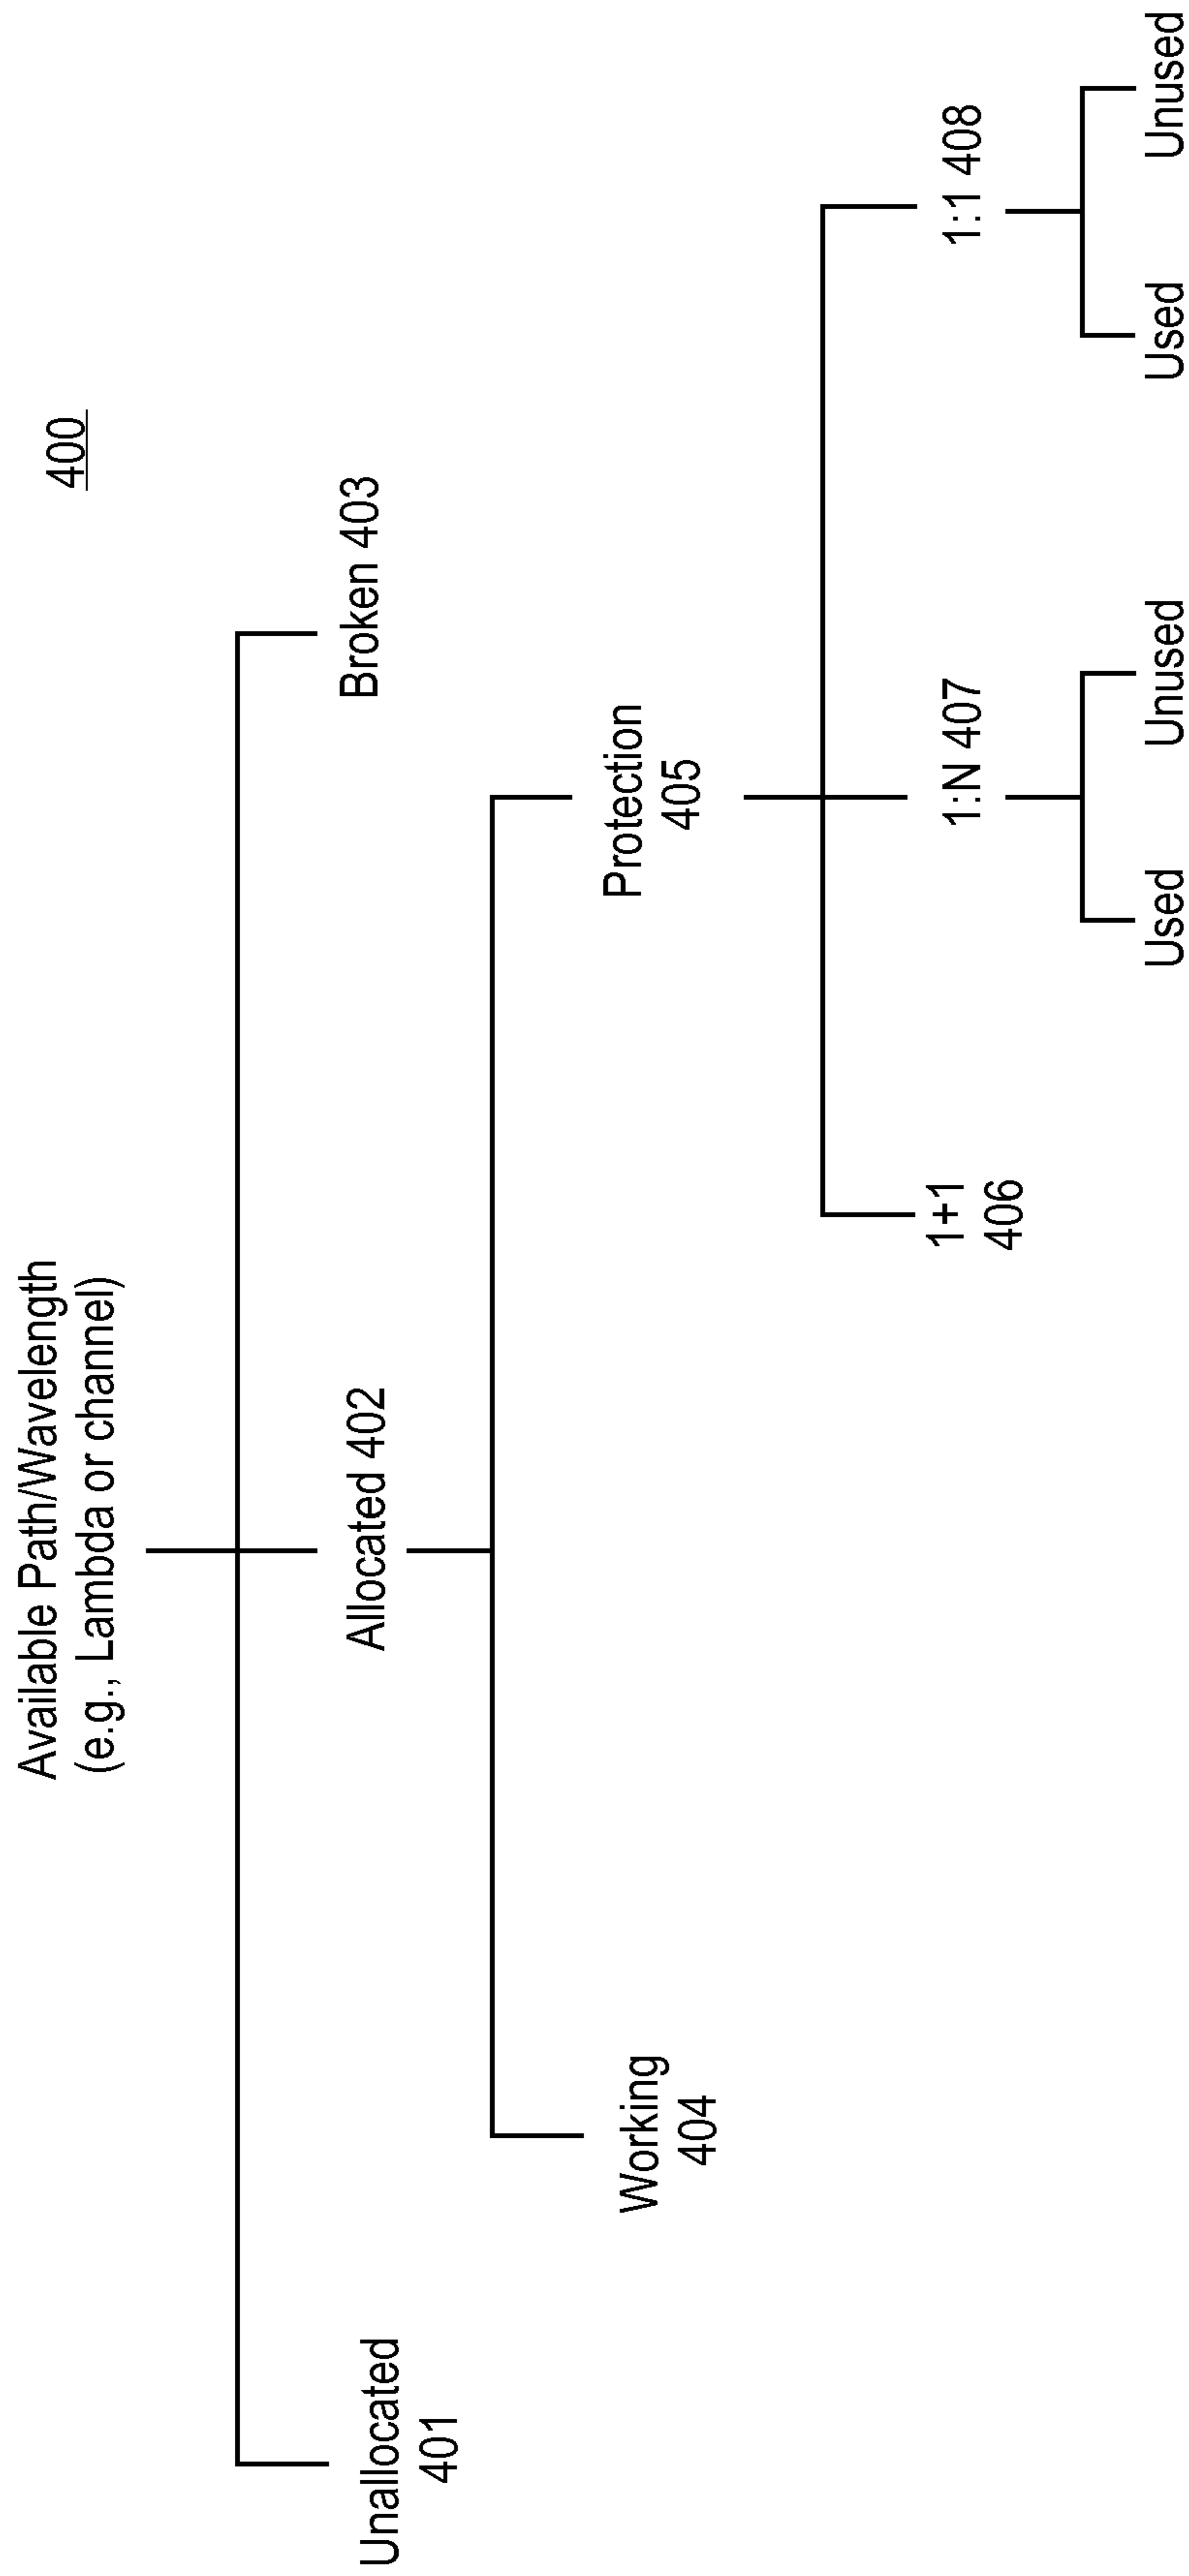 400
Available Path/Wavelength
(e.g., Lambda or channel)
Unallocated
401
Allocated 402
Broken 403
Working
404
Protection
405
1+1
406
1:N 407
1:1 408
Used
Unused
Used
Unused